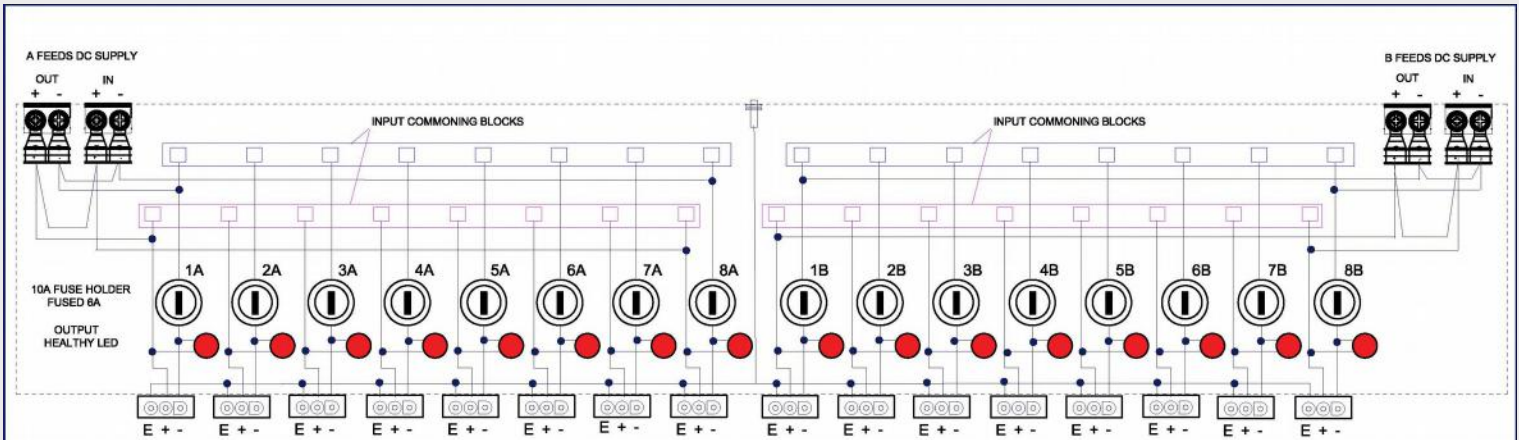 A FEEDS DC SUPPLY
B FEEDS DC SUPPLY
OUT IN
OUT IN
+ - + -
+ - + -
INPUT COMMONING BLOCKS
INPUT COMMONING BLOCKS
1A 2A 3A 4A 5A 6A 7A 8A 1B 2B 3B 4B 5B 6B 7B 8B
10A FUSE HOLDER
FUSED 6A
OUTPUT
HEALTHY LED
E + - E + - E + - E + - E + - E + - E + - E + - E + - E + - E + - E + - E + - E + - E + - E + -